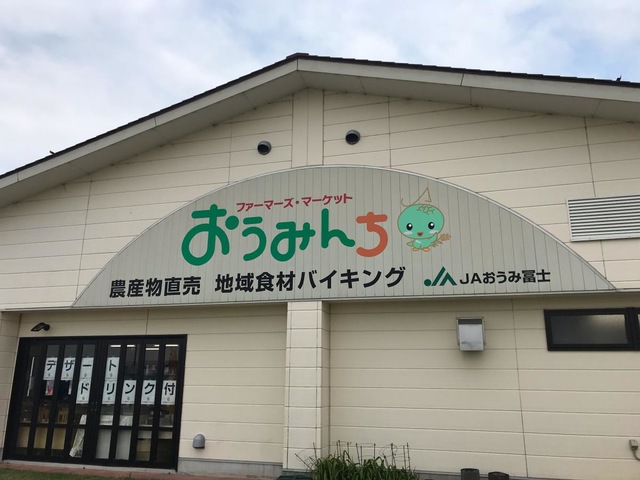 ファーマーズ・マーケット
おうみんち
農産物直売 地域食材バイキング
JAおうみ冨士
デザート
ドリンク付